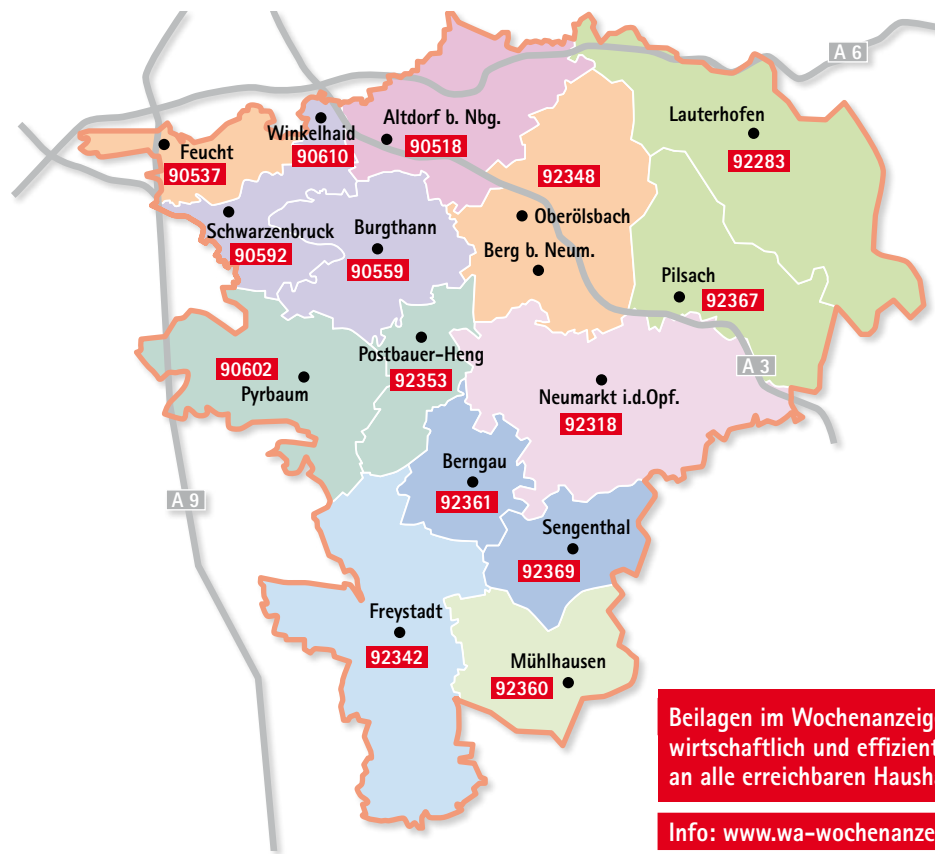 A 6
Lauterhofen
92283
Altdorf b. Nbg.
90518
Winkelhaid
90610
Feucht
90537
92348
Oberölsbach
Berg b. Neum.
Schwarzenbruck
90592
Burgthann
90559
Pilsach
92367
A 3
Postbauer-Heng
92353
90602
Pyrbaum
Neumarkt i.d.Opf.
92318
Berngau
92361
A 9
Sengenthal
92369
Freystadt
92342
Mühlhausen
92360
Beilagen im Wochenanzeige
wirtschaftlich und effizient
an alle erreichbaren Hausha
Info: www.wa-wochenanze